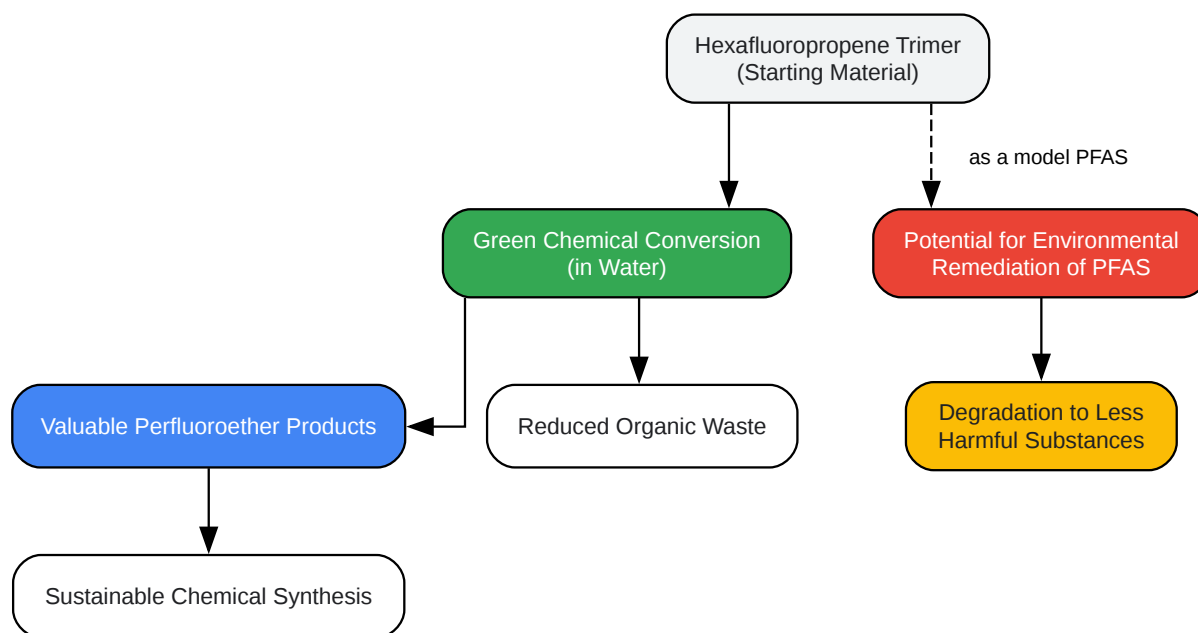 Hexafluoropropene Trimer
(Starting Material)
as a model PFAS
Green Chemical Conversion
(in Water)
Potential for Environmental
Remediation of PFAS
Valuable Perfluoroether Products
Reduced Organic Waste
Degradation to Less
Harmful Substances
Sustainable Chemical Synthesis